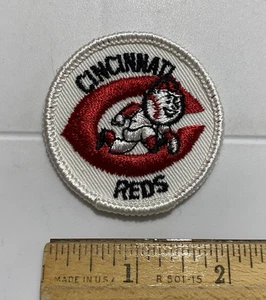 CINCINNATI
REDS
1 2
MADE IN U.S.A. R 501-15